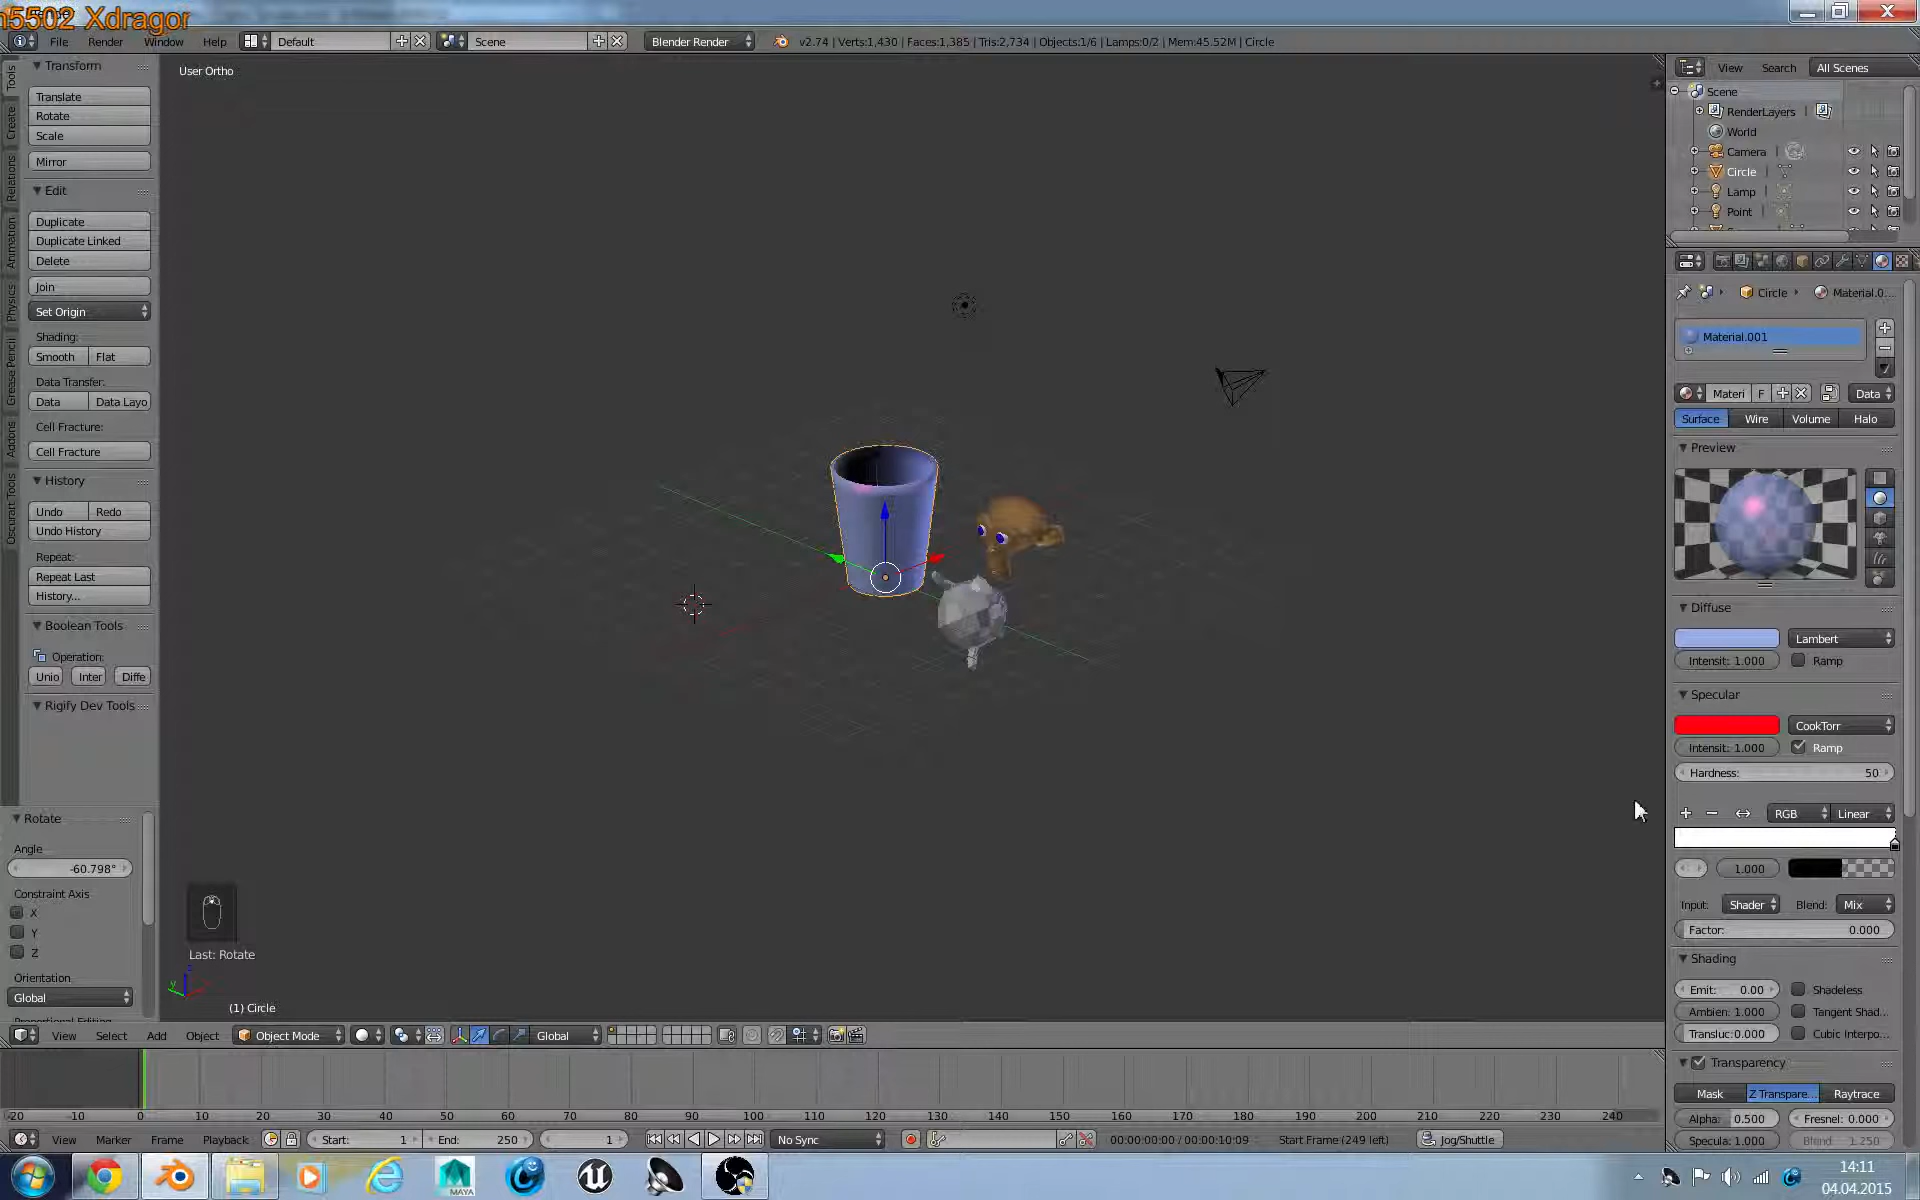 n5502 Xdragor
File Render Window Help Default Scene Blender Render v2.74 | Verts:1,430 | Faces:1,385 | Tris:2,734 | Objects:1/6 | Lamps:0/2 | Mem:45.52M | Circle
Tools
Create
Relations
Animation
Physics
Grease Pencil
Addons
Oscurart Tools
Transform
Translate
Rotate
Scale
Mirror
Edit
Duplicate
Duplicate Linked
Delete
Join
Set Origin
Shading:
Smooth Flat
Data Transfer:
Data Data Layo
Cell Fracture:
Cell Fracture
History
Undo Redo
Undo History
Repeat:
Repeat Last
History...
Boolean Tools
Operation:
Unio Inter Diffe
Rigify Dev Tools
Rotate
Angle
-60.798°
Constraint Axis
X
Y
Z
Orientation
Global
User Ortho
Last: Rotate
(1) Circle
View Search All Scenes
Scene
RenderLayers
World
Camera
Circle
Lamp
Point
Circle Material.0...
Material.001
Materi F Data
Surface Wire Volume Halo
Preview
Diffuse
Lambert
Intensit: 1.000 Ramp
Specular
CookTorr
Intensit: 1.000 Ramp
Hardness: 50
RGB Linear
1.000
Input: Shader Blend: Mix
Factor: 0.000
Shading
Emit: 0.00 Shadeless
Ambien: 1.000 Tangent Shad...
Transluc:0.000 Cubic Interpo...
Transparency
Mask Z Transpare... Raytrace
Alpha: 0.500 Fresnel: 0.000
Specula: 1.000 Blend: 1.250
View Select Add Object Object Mode Global
-20 -10 0 10 20 30 40 50 60 70 80 90 100 110 120 130 140 150 160 170 180 190 200 210 220 230 240
View Marker Frame Playback Start: 1 End: 250 1 No Sync 00:00:00:00 / 00:00:10:09 Start Frame (249 left) Jog/Shuttle
MAYA
14:11
04.04.2015